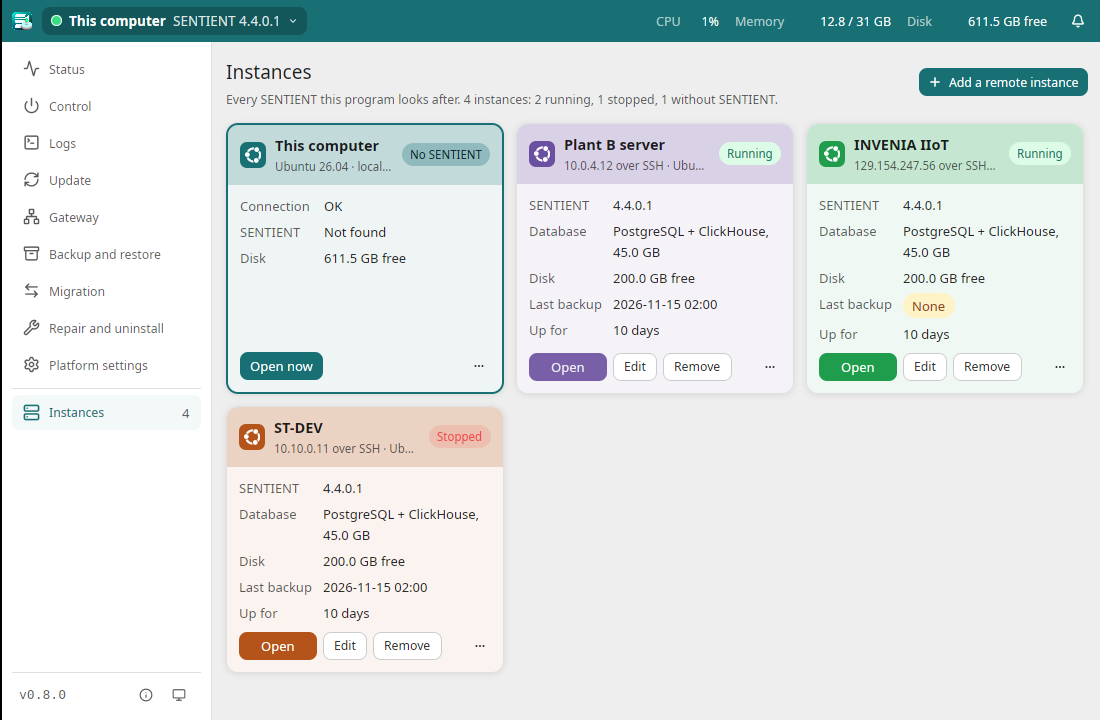 This computer SENTIENT 4.4.0.1
CPU 1% Memory 12.8 / 31 GB Disk 611.5 GB free
Status
Control
Logs
Update
Gateway
Backup and restore
Migration
Repair and uninstall
Platform settings
Instances 4
v0.8.0
Instances
Every SENTIENT this program looks after. 4 instances: 2 running, 1 stopped, 1 without SENTIENT.
+ Add a remote instance
This computer
Ubuntu 26.04 · local...
No SENTIENT
Connection OK
SENTIENT Not found
Disk 611.5 GB free
Open now ...
Plant B server
10.0.4.12 over SSH · Ubu...
Running
SENTIENT 4.4.0.1
Database PostgreSQL + ClickHouse,
45.0 GB
Disk 200.0 GB free
Last backup 2026-11-15 02:00
Up for 10 days
Open Edit Remove ...
INVENIA IIoT
129.154.247.56 over SSH...
Running
SENTIENT 4.4.0.1
Database PostgreSQL + ClickHouse,
45.0 GB
Disk 200.0 GB free
Last backup None
Up for 10 days
Open Edit Remove ...
ST-DEV
10.10.0.11 over SSH · Ub...
Stopped
SENTIENT 4.4.0.1
Database PostgreSQL + ClickHouse,
45.0 GB
Disk 200.0 GB free
Last backup 2026-11-15 02:00
Up for 10 days
Open Edit Remove ...